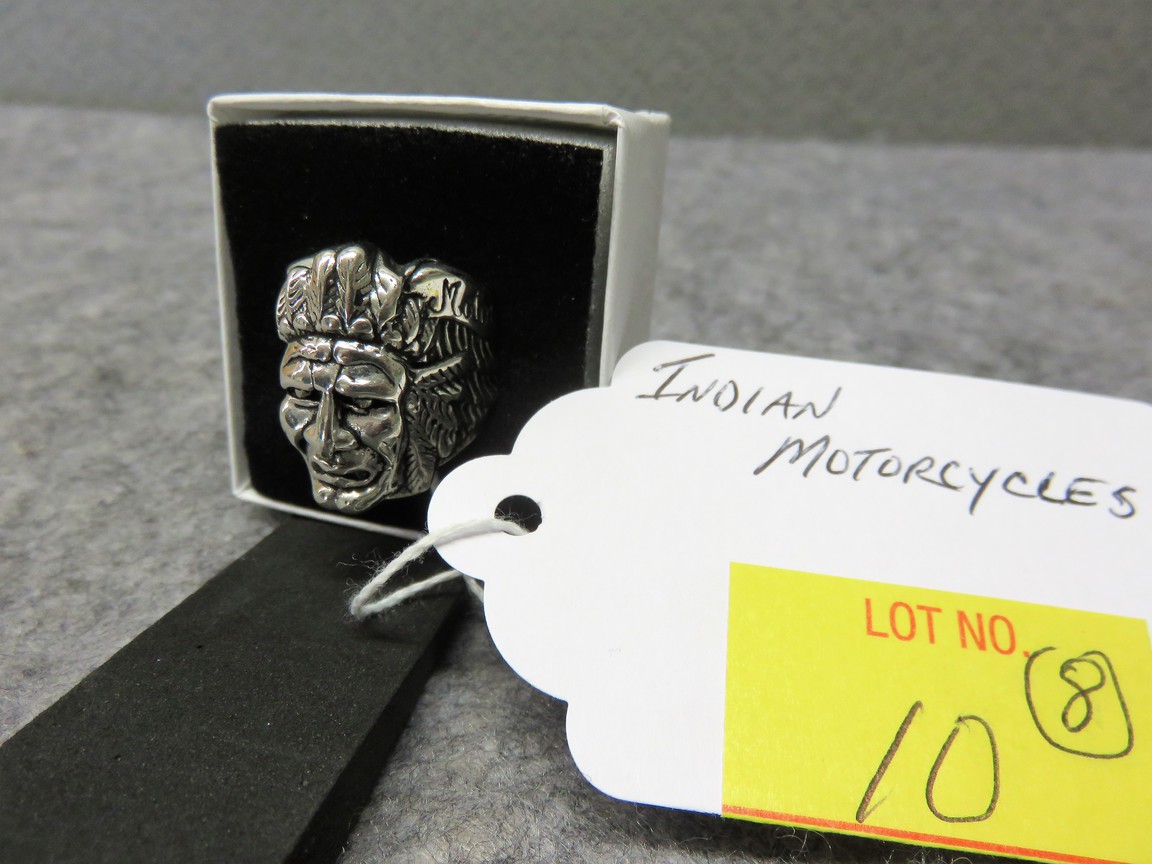 INDIAN
MOTORCYCLES
LOT NO.
8
10